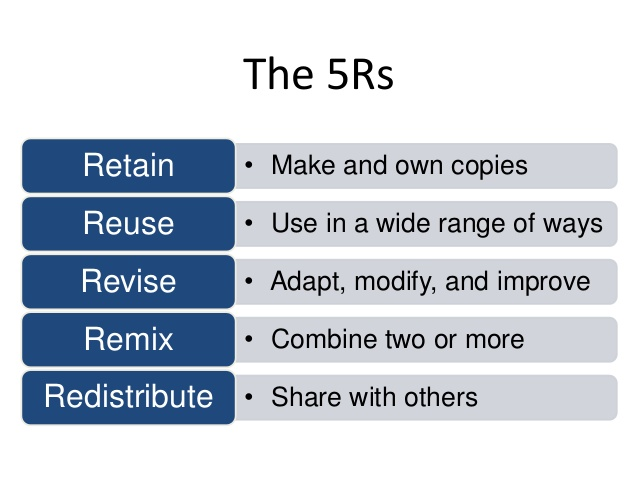 The 5Rs
Retain • Make and own copies
Reuse • Use in a wide range of ways
Revise • Adapt, modify, and improve
Remix • Combine two or more
Redistribute • Share with others